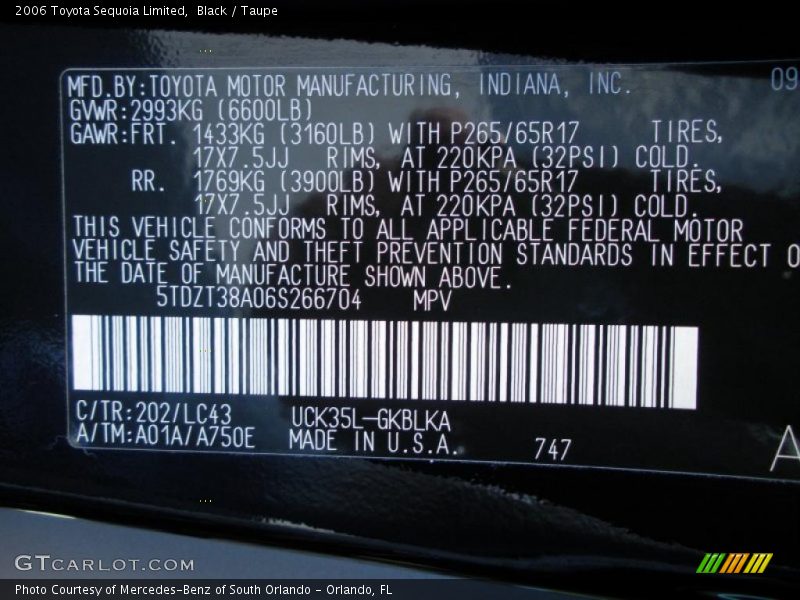 2006 Toyota Sequoia Limited, Black / Taupe
MFD.BY:TOYOTA MOTOR MANUFACTURING, INDIANA, INC. 09
GVWR:2993KG (6600LB)
GAWR:FRT. 1433KG (3160LB) WITH P265/65R17 TIRES,
17X7.5JJ RIMS, AT 220KPA (32PSI) COLD.
RR. 1769KG (3900LB) WITH P265/65R17 TIRES,
17X7.5JJ RIMS, AT 220KPA (32PSI) COLD.
THIS VEHICLE CONFORMS TO ALL APPLICABLE FEDERAL MOTOR
VEHICLE SAFETY AND THEFT PREVENTION STANDARDS IN EFFECT O
THE DATE OF MANUFACTURE SHOWN ABOVE.
5TDZT38A06S266704 MPV
C/TR:202/LC43 UCK35L-GKBLKA
A/TM:A01A/A750E MADE IN U.S.A. 747 A
GTCARLOT.COM
Photo Courtesy of Mercedes-Benz of South Orlando - Orlando, FL